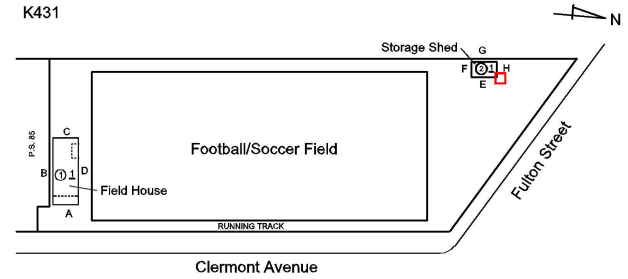 K431
N
Storage Shed
G
F
2
1
H
E
C
P.S. 85
B
1
1
D
Football/Soccer Field
Field House
A
RUNNING TRACK
Fulton Street
Clermont Avenue